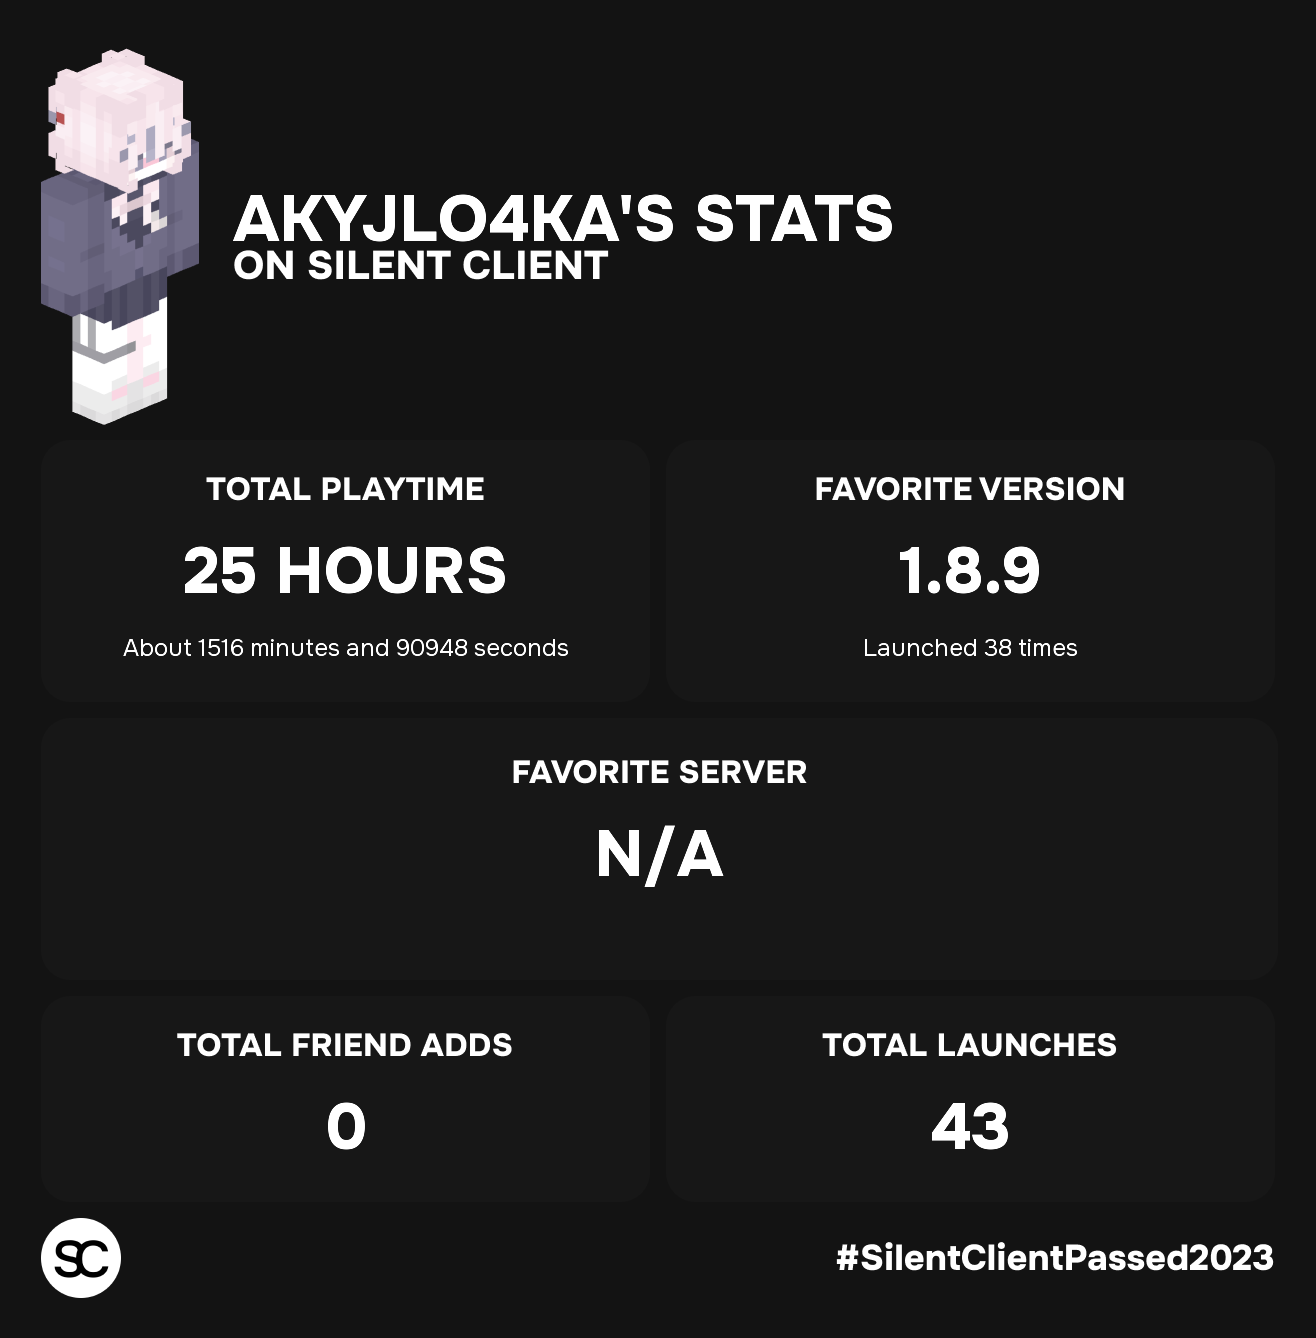 AKYJLO4KA'S STATS
ON SILENT CLIENT
TOTAL PLAYTIME
25 HOURS
About 1516 minutes and 90948 seconds
FAVORITE VERSION
1.8.9
Launched 38 times
FAVORITE SERVER
N/A
TOTAL FRIEND ADDS
0
TOTAL LAUNCHES
43
SC
#SilentClientPassed2023